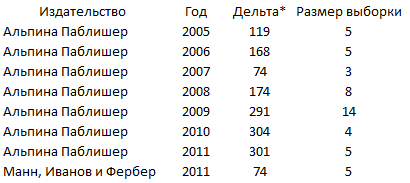 Издательство Год Дельта* Размер выборки
Альпина Паблишер 2005 119 5
Альпина Паблишер 2006 168 5
Альпина Паблишер 2007 74 3
Альпина Паблишер 2008 174 8
Альпина Паблишер 2009 291 14
Альпина Паблишер 2010 304 4
Альпина Паблишер 2011 301 5
Манн, Иванов и Фербер 2011 74 5